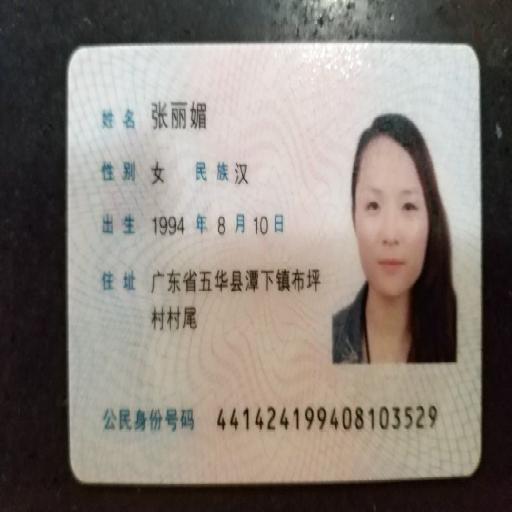 姓名 张丽媚
性别 女 民族 汉
出生 1994 年 8 月 10 日
住址 广东省五华县潭下镇布坪
村村尾
公民身份号码 441424199408103529